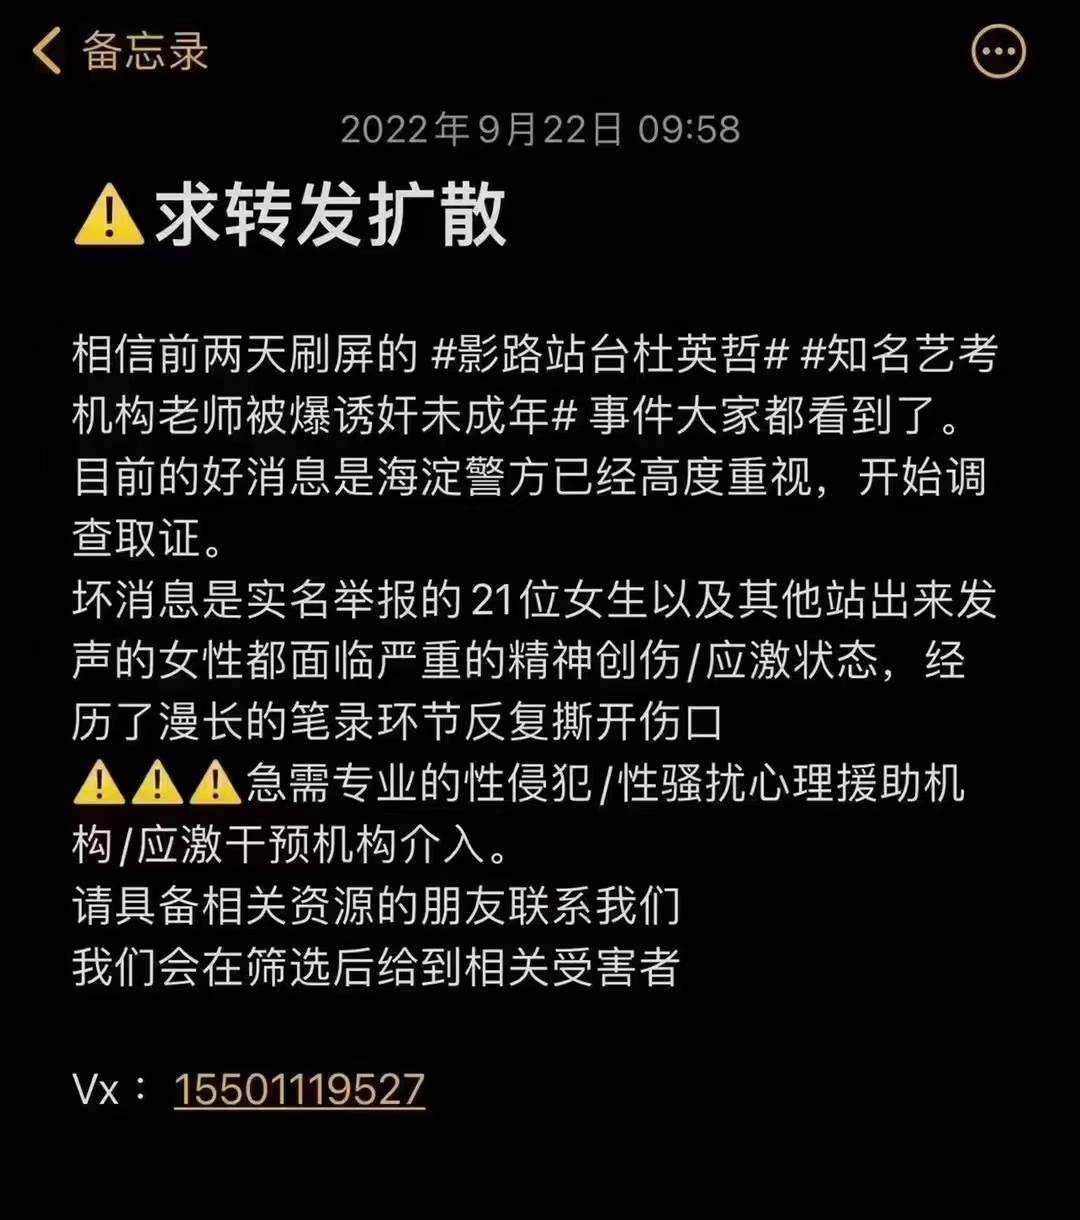 备忘录
2022年9月22日 09:58
⚠️求转发扩散
相信前两天刷屏的 #影路站台杜英哲# #知名艺考
机构老师被爆诱奸未成年# 事件大家都看到了。
目前的好消息是海淀警方已经高度重视，开始调
查取证。
坏消息是实名举报的21位女生以及其他站出来发
声的女性都面临严重的精神创伤/应激状态，经
历了漫长的笔录环节反复撕开伤口
⚠️⚠️⚠️急需专业的性侵犯/性骚扰心理援助机
构/应激干预机构介入。
请具备相关资源的朋友联系我们
我们会在筛选后给到相关受害者
Vx：15501119527